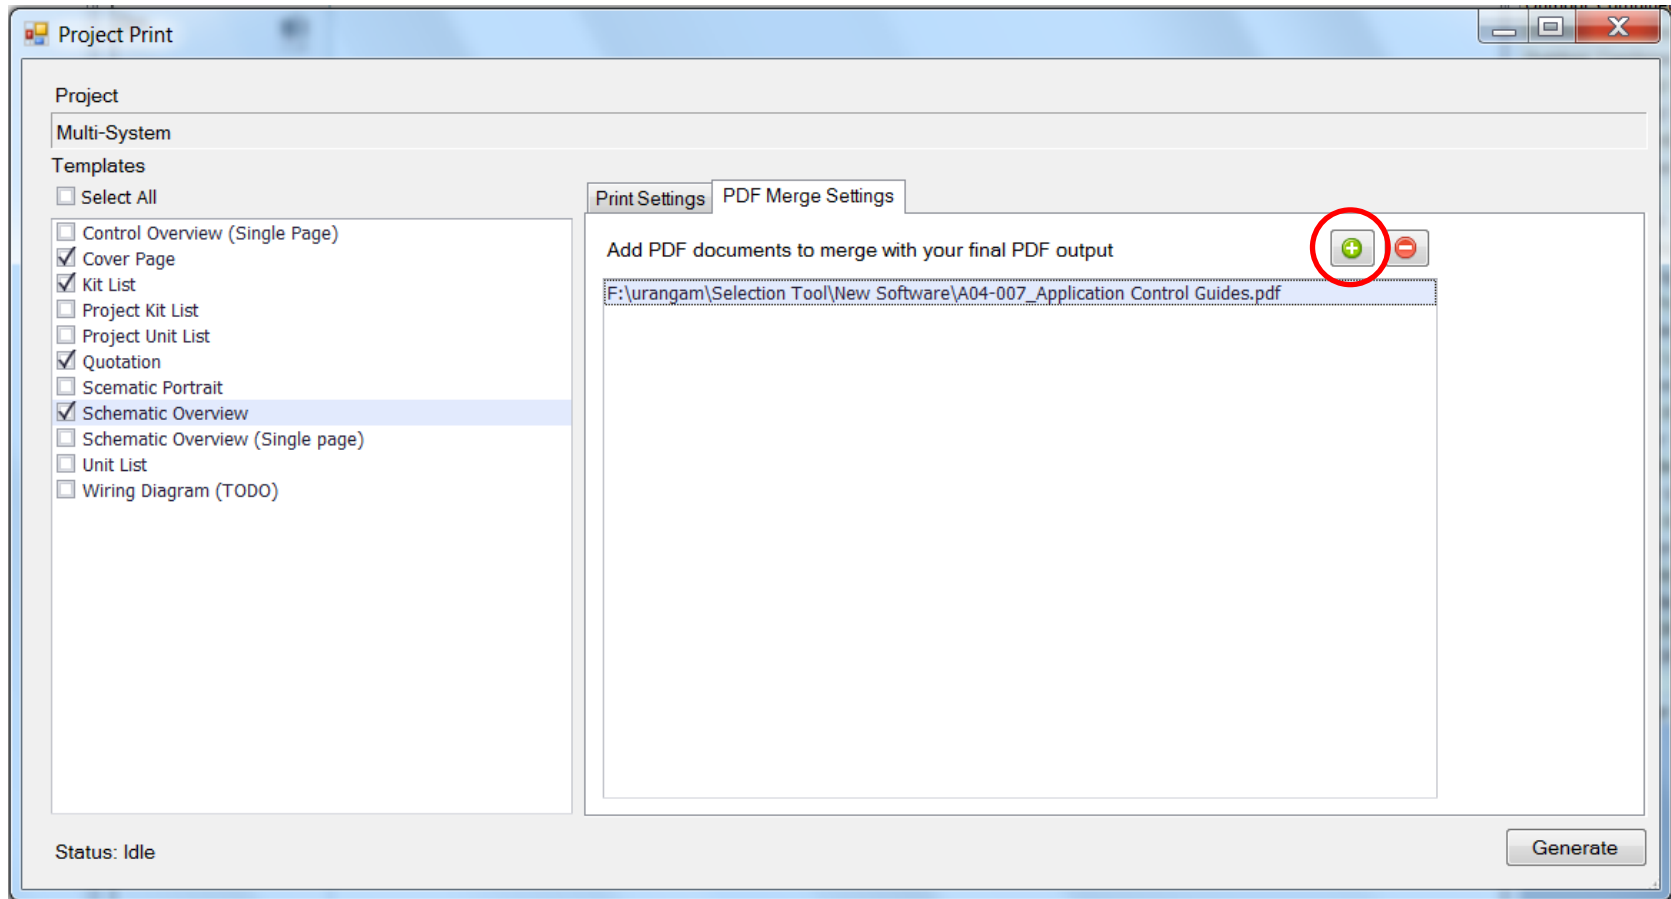 Project Print
Project
Multi-System
Templates
Select All
Control Overview (Single Page)
Cover Page
Kit List
Project Kit List
Project Unit List
Quotation
Scematic Portrait
Schematic Overview
Schematic Overview (Single page)
Unit List
Wiring Diagram (TODO)
Print Settings
PDF Merge Settings
Add PDF documents to merge with your final PDF output
F:\urangam\Selection Tool\New Software\A04-007_Application Control Guides.pdf
Status: Idle
Generate